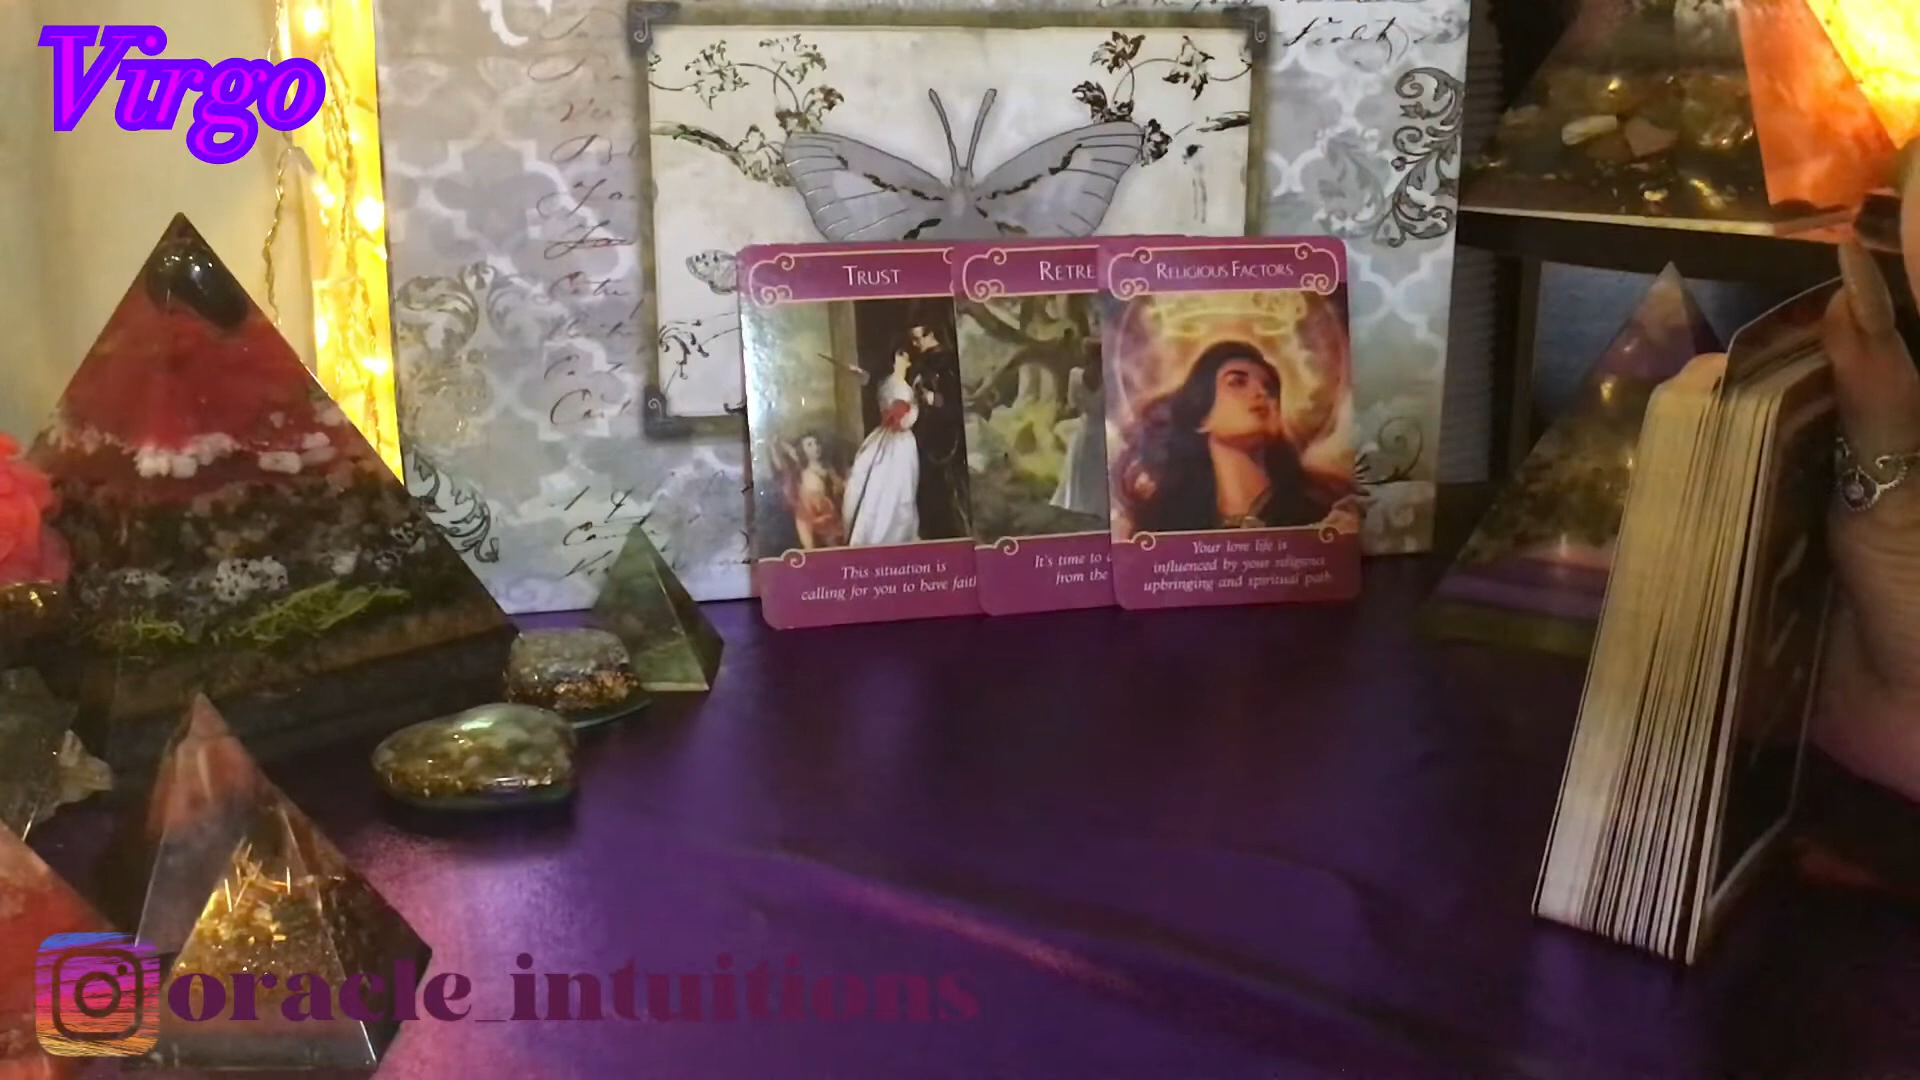 Virgo
TRUST
RETRE
RELIGIOUS FACTORS
This situation is
calling for you to have fait
It's time to
from the
Your love life is
influenced by your religious
upbringing and spiritual path.
oracle_intuitions